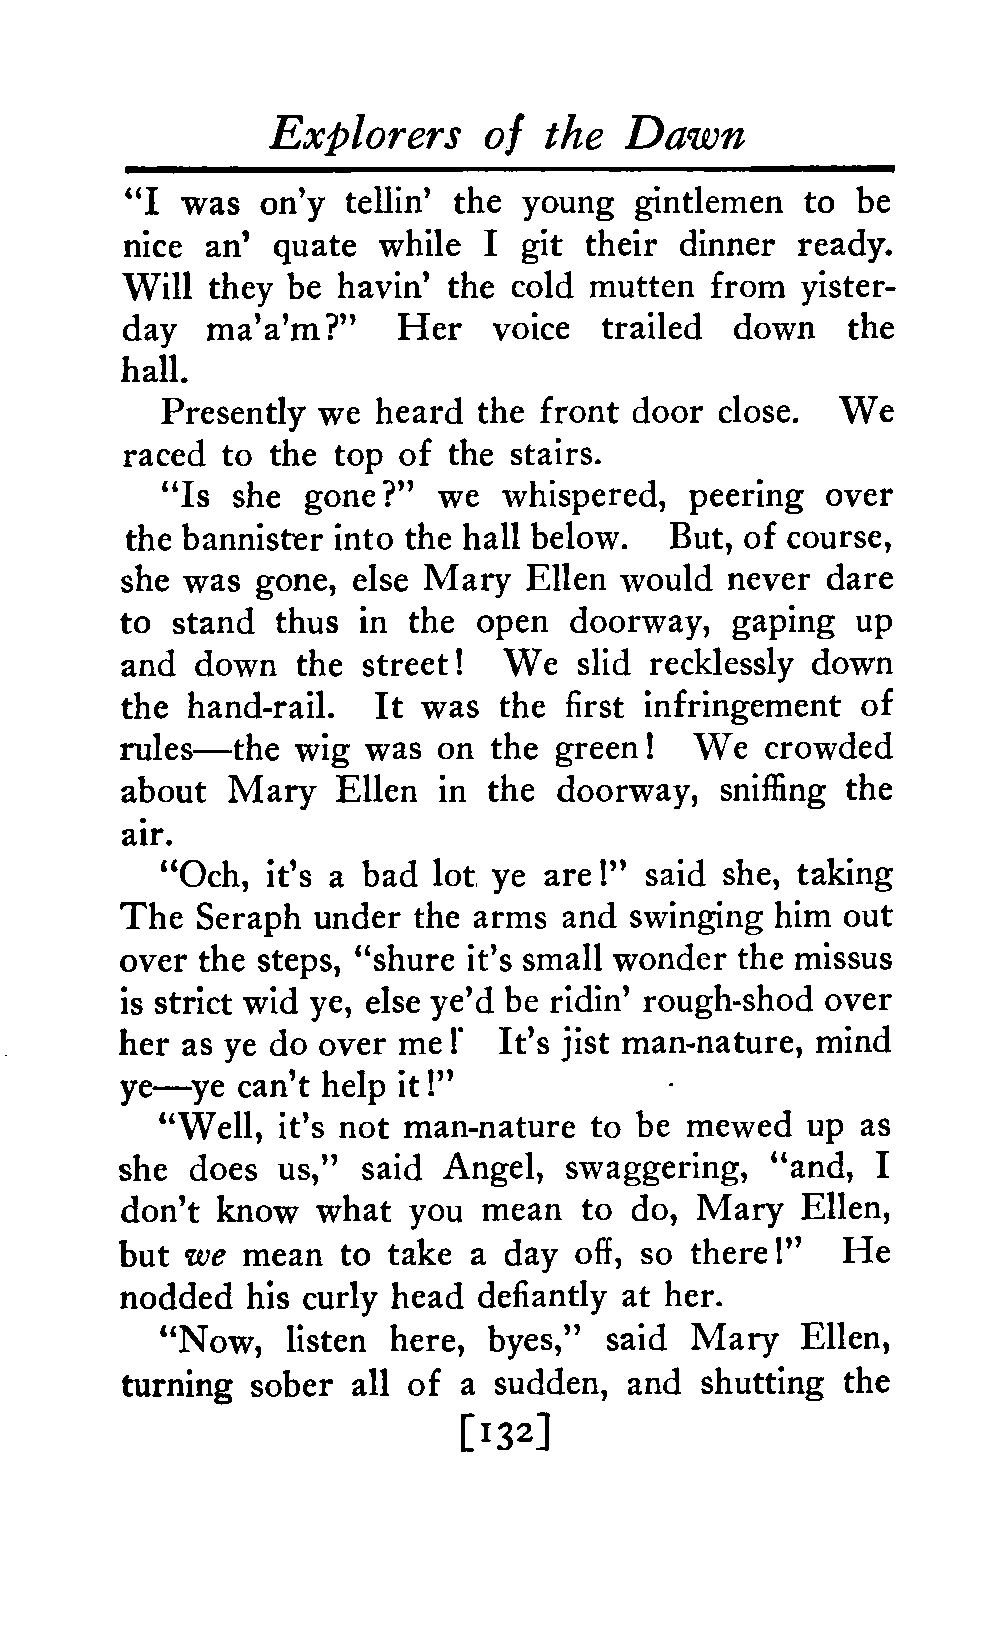 Explorers of the Dawn
"I was on'y tellin' the young gintlemen to be
nice an' quate while I git their dinner ready.
Will they be havin' the cold mutten from yister-
day ma'a'm?" Her voice trailed down the
hall.
Presently we heard the front door close. We
raced to the top of the stairs.
"Is she gone?" we whispered, peering over
the bannister into the hall below. But, of course,
she was gone, else Mary Ellen would never dare
to stand thus in the open doorway, gaping up
and down the street! We slid recklessly down
the hand-rail. It was the first infringement of
rules—the wig was on the green! We crowded
about Mary Ellen in the doorway, sniffing the
air.
"Och, it's a bad lot ye are!" said she, taking
The Seraph under the arms and swinging him out
over the steps, "shure it's small wonder the missus
is strict wid ye, else ye'd be ridin' rough-shod over
her as ye do over me! It's jist man-nature, mind
ye—ye can't help it!"
"Well, it's not man-nature to be mewed up as
she does us," said Angel, swaggering, "and, I
don't know what you mean to do, Mary Ellen,
but we mean to take a day off, so there!" He
nodded his curly head defiantly at her.
"Now, listen here, byes," said Mary Ellen,
turning sober all of a sudden, and shutting the
[132]